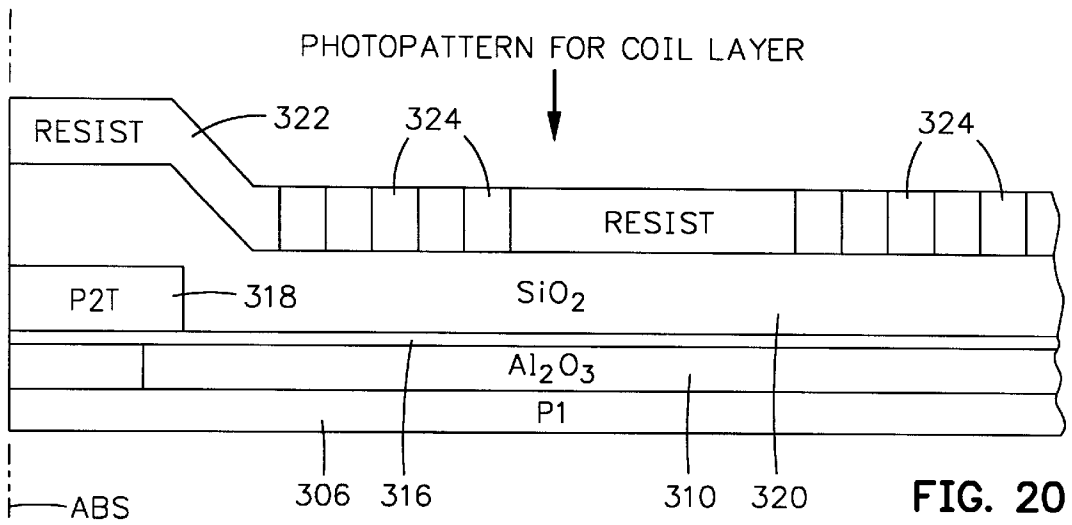 PHOTOPATTERN FOR COIL LAYER
RESIST
322
324
324
RESIST
P2T
318
SiO₂
Al₂O₃
P1
306
316
310
320
FIG. 20
ABS